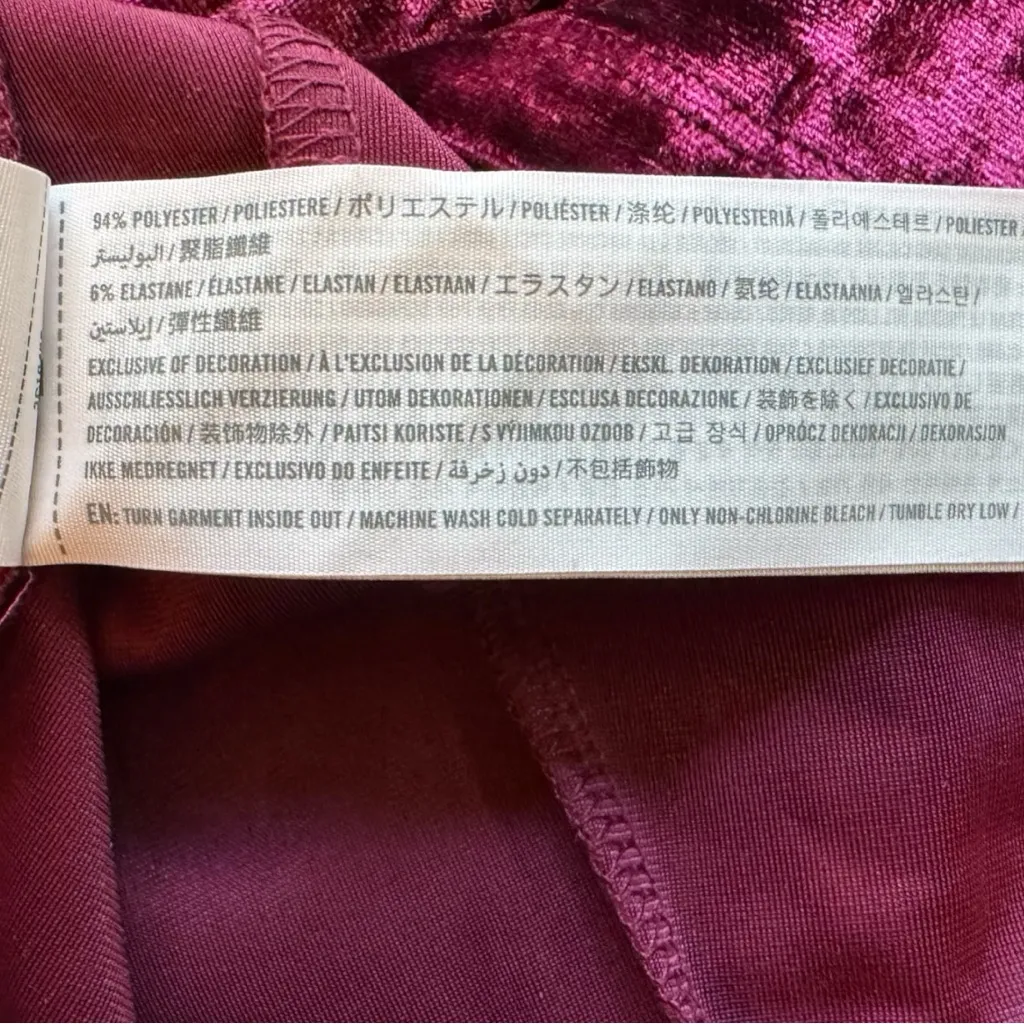 94% POLYESTER / POLIESTERE / ポリエステル / POLIÉSTER / 涤纶 / POLYESTERIÄ / 폴리에스테르 / POLIESTER /
البوليستر / 聚脂纖維
6% ELASTANE / ÉLASTANE / ELASTAN / ELASTAAN / エラスタン / ELASTANO / 氨纶 / ELASTAANIA / 엘라스탄 /
إيلاستين / 彈性纖維
EXCLUSIVE OF DECORATION / À L'EXCLUSION DE LA DÉCORATION / EKSKL. DEKORATION / EXCLUSIEF DECORATIE /
AUSSCHLIESSLICH VERZIERUNG / UTOM DEKORATIONEN / ESCLUSA DECORAZIONE / 装飾を除く / EXCLUSIVO DE
DECORACIÓN / 装饰物除外 / PAITSI KORISTE / S VÝJIMKOU OZDOB / 고급 장식 / OPRÓCZ DEKORACJI / DEKORASJON
IKKE MEDREGNET / EXCLUSIVO DO ENFEITE / دون زخرفة / 不包括飾物
EN: TURN GARMENT INSIDE OUT / MACHINE WASH COLD SEPARATELY / ONLY NON-CHLORINE BLEACH / TUMBLE DRY LOW /